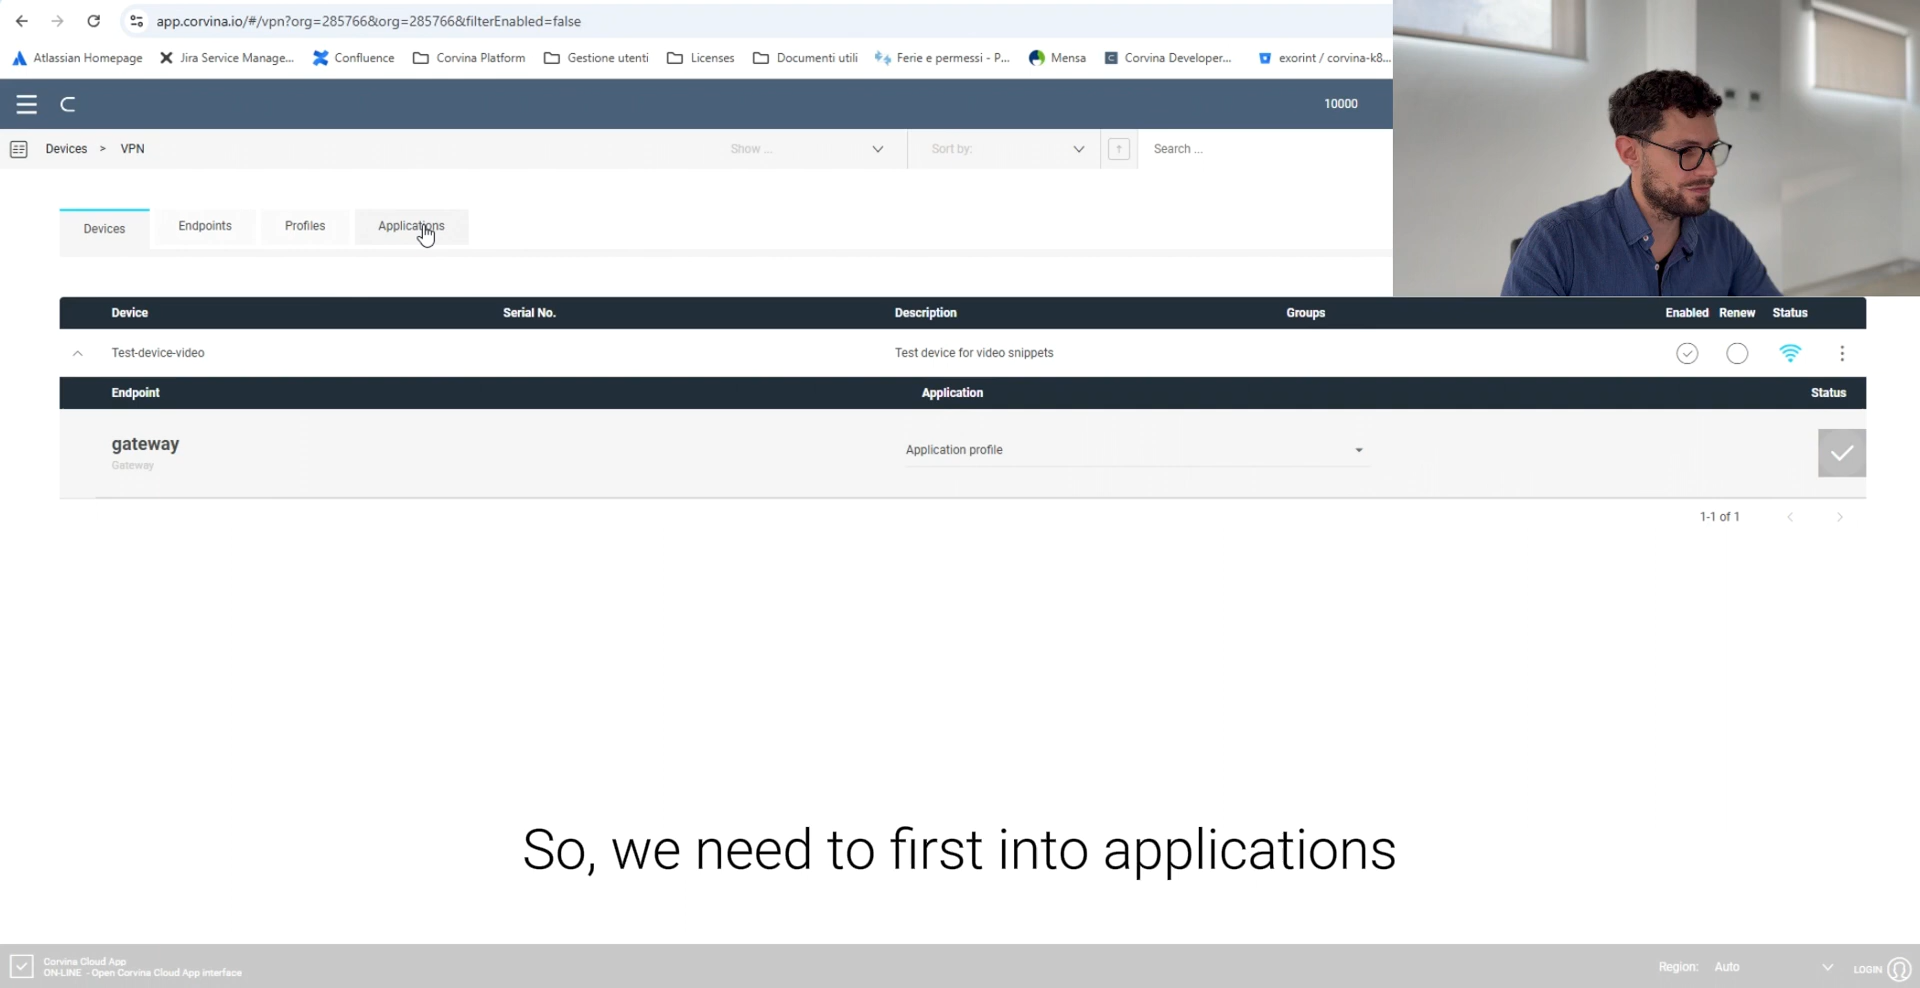 app.corvina.io/#/vpn?org=285766&org=285766&filterEnabled=false
Atlassian Homepage Jira Service Manage... Confluence Corvina Platform Gestione utenti Licenses Documenti utili Ferie e permessi - P... Mensa Corvina Developer... exorint / corvina-k8...
10000
Devices > VPN Show ... Sort by: Search ...
Devices Endpoints Profiles Applications
Device Serial No. Description Groups Enabled Renew Status
Test-device-video Test device for video snippets
Endpoint Application Status
gateway
Gateway
Application profile
1-1 of 1
So, we need to first into applications
Corvina Cloud App
ON-LINE - Open Corvina Cloud App interface
Region: Auto LOGIN